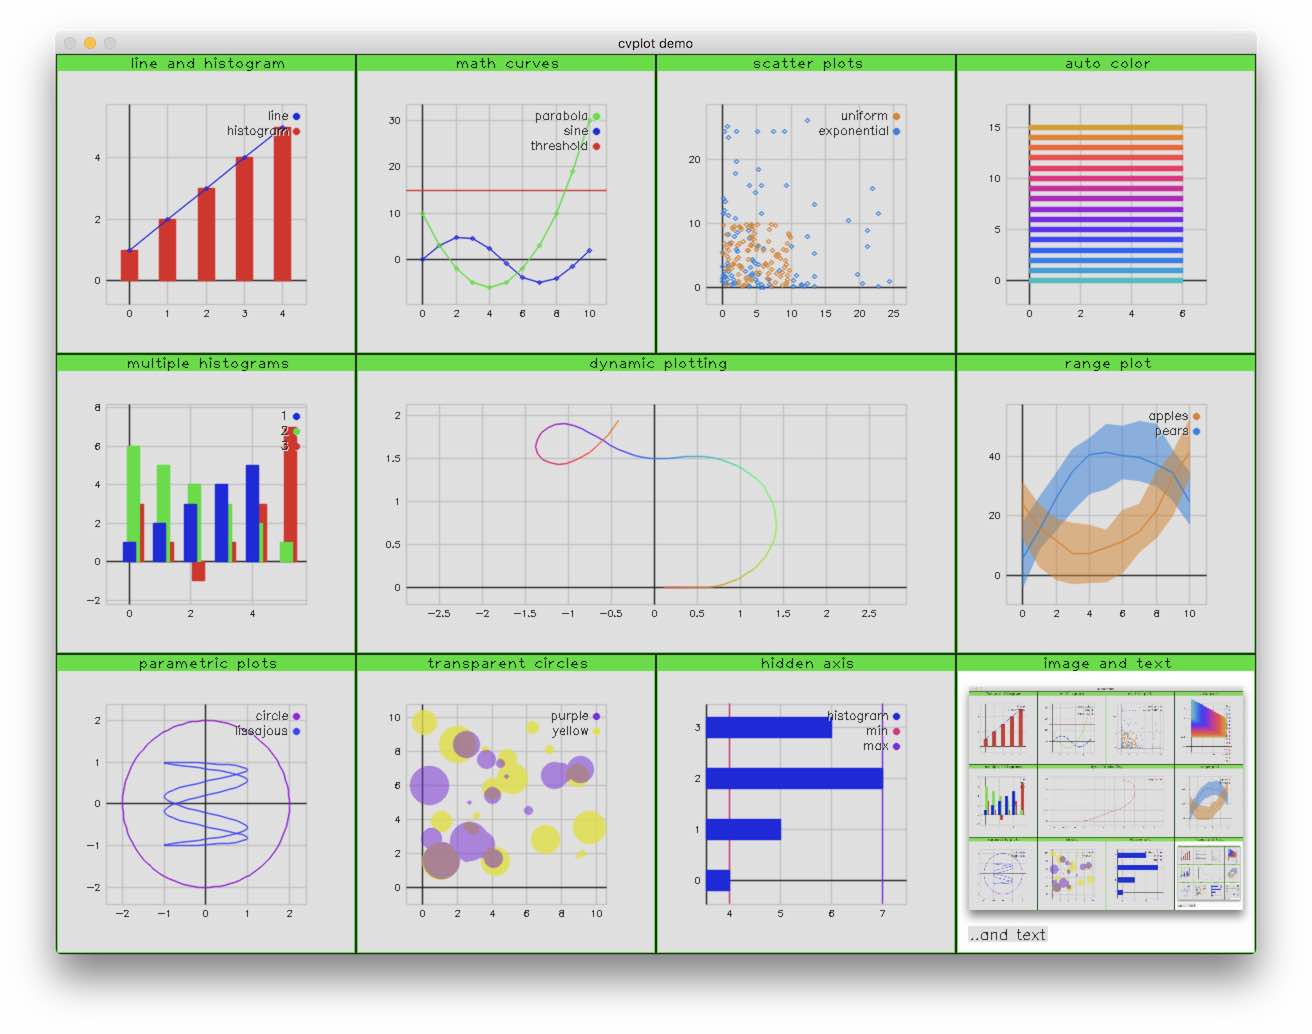 cvplot demo
line and histogram
line
histogram
4
2
0
0 1 2 3 4
math curves
parabola
sine
threshold
30
20
10
0
0 2 4 6 8 10
scatter plots
uniform
exponential
20
10
0
0 5 10 15 20 25
auto color
15
10
5
0
0 2 4 6
multiple histograms
1
2
3
8
6
4
2
0
-2
0 2 4
dynamic plotting
2
1.5
1
0.5
0
-2.5 -2 -1.5 -1 -0.5 0 0.5 1 1.5 2 2.5
range plot
apples
pears
40
20
0
0 2 4 6 8 10
parametric plots
circle
lissajous
2
1
0
-1
-2
-2 -1 0 1 2
transparent circles
purple
yellow
10
8
6
4
2
0
0 2 4 6 8 10
hidden axis
histogram
min
max
3
2
1
0
4 5 6 7
image and text
..and text